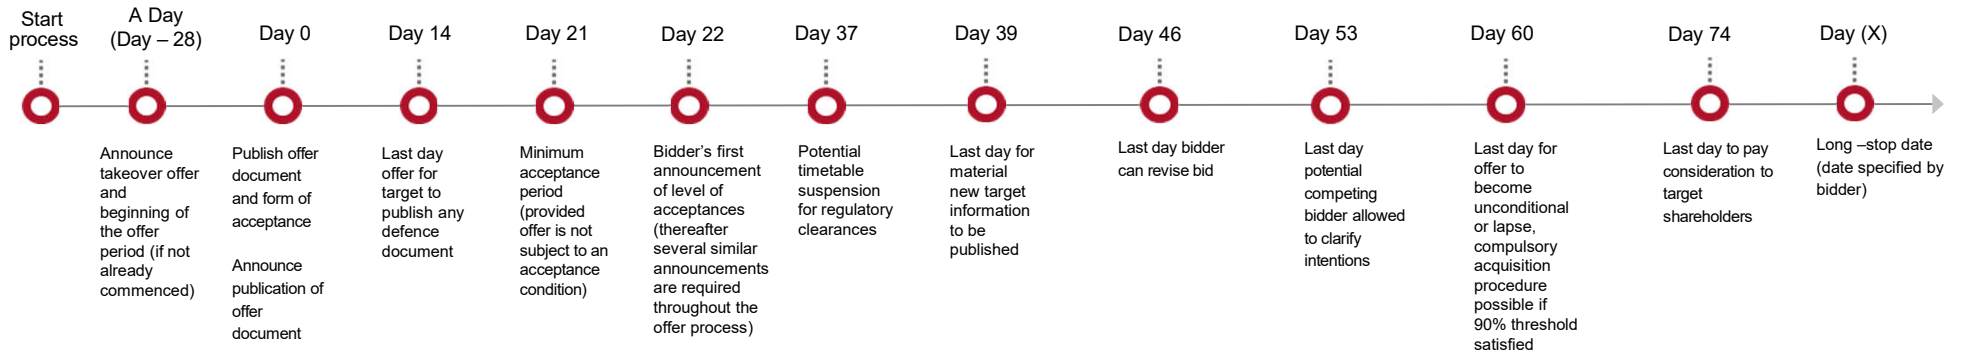 Start
process
A Day
(Day – 28)
Day 0
Day 14
Day 21
Day 22
Day 37
Day 39
Day 46
Day 53
Day 60
Day 74
Day (X)
Announce
takeover offer
and
beginning of
the offer
period (if not
already
commenced)
Publish offer
document
and form of
acceptance
Announce
publication of
offer
document
Last day
offer for
target to
publish any
defence
document
Minimum
acceptance
period
(provided
offer is not
subject to an
acceptance
condition)
Bidder’s first
announcement
of level of
acceptances
(thereafter
several similar
announcements
are required
throughout the
offer process)
Potential
timetable
suspension
for regulatory
clearances
Last day for
material
new target
information
to be
published
Last day bidder
can revise bid
Last day
potential
competing
bidder allowed
to clarify
intentions
Last day for
offer to
become
unconditional
or lapse,
compulsory
acquisition
procedure
possible if
90% threshold
satisfied
Last day to pay
consideration to
target
shareholders
Long –stop date
(date specified by
bidder)